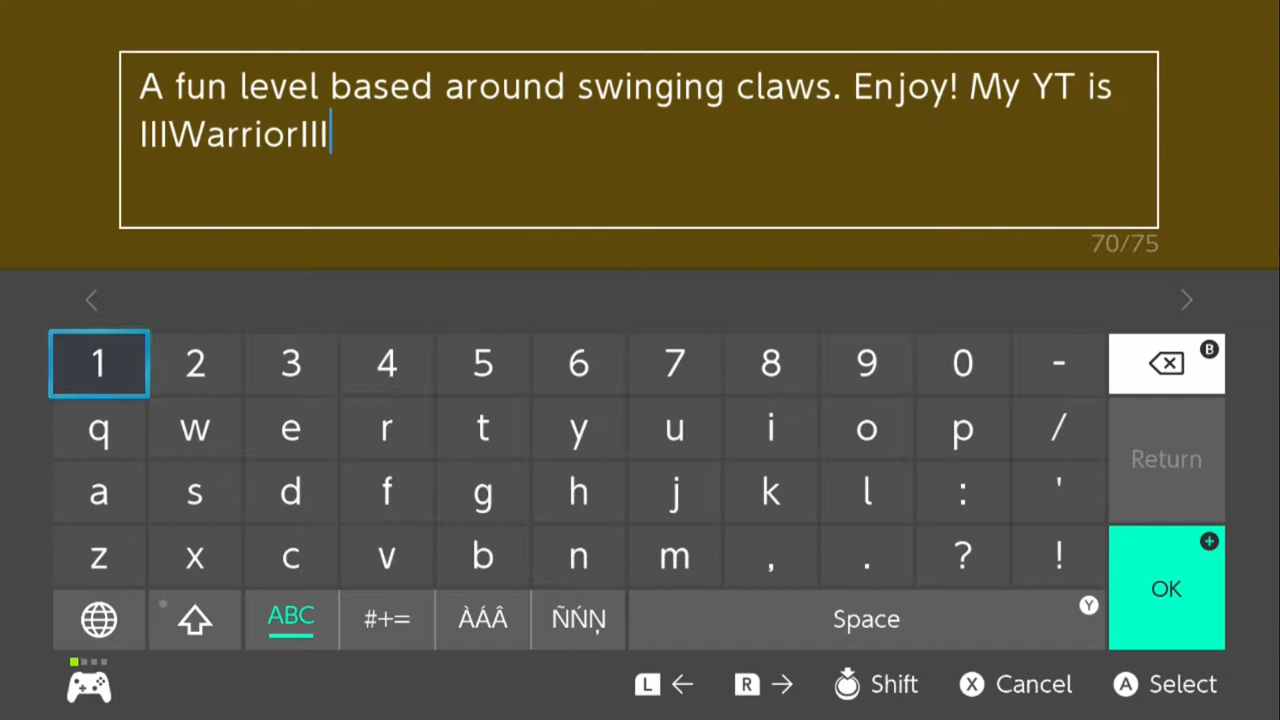 A fun level based around swinging claws. Enjoy! My YT is
IIIWarriorIII
70/75
< >
1 2 3 4 5 6 7 8 9 0 - B
q w e r t y u i o p /
Return
a s d f g h j k l : '
z x c v b n m , . ? ! +
OK
ABC #+= ÀÁÂ ÑŃŅ Space Y
L ← R → Shift X Cancel A Select